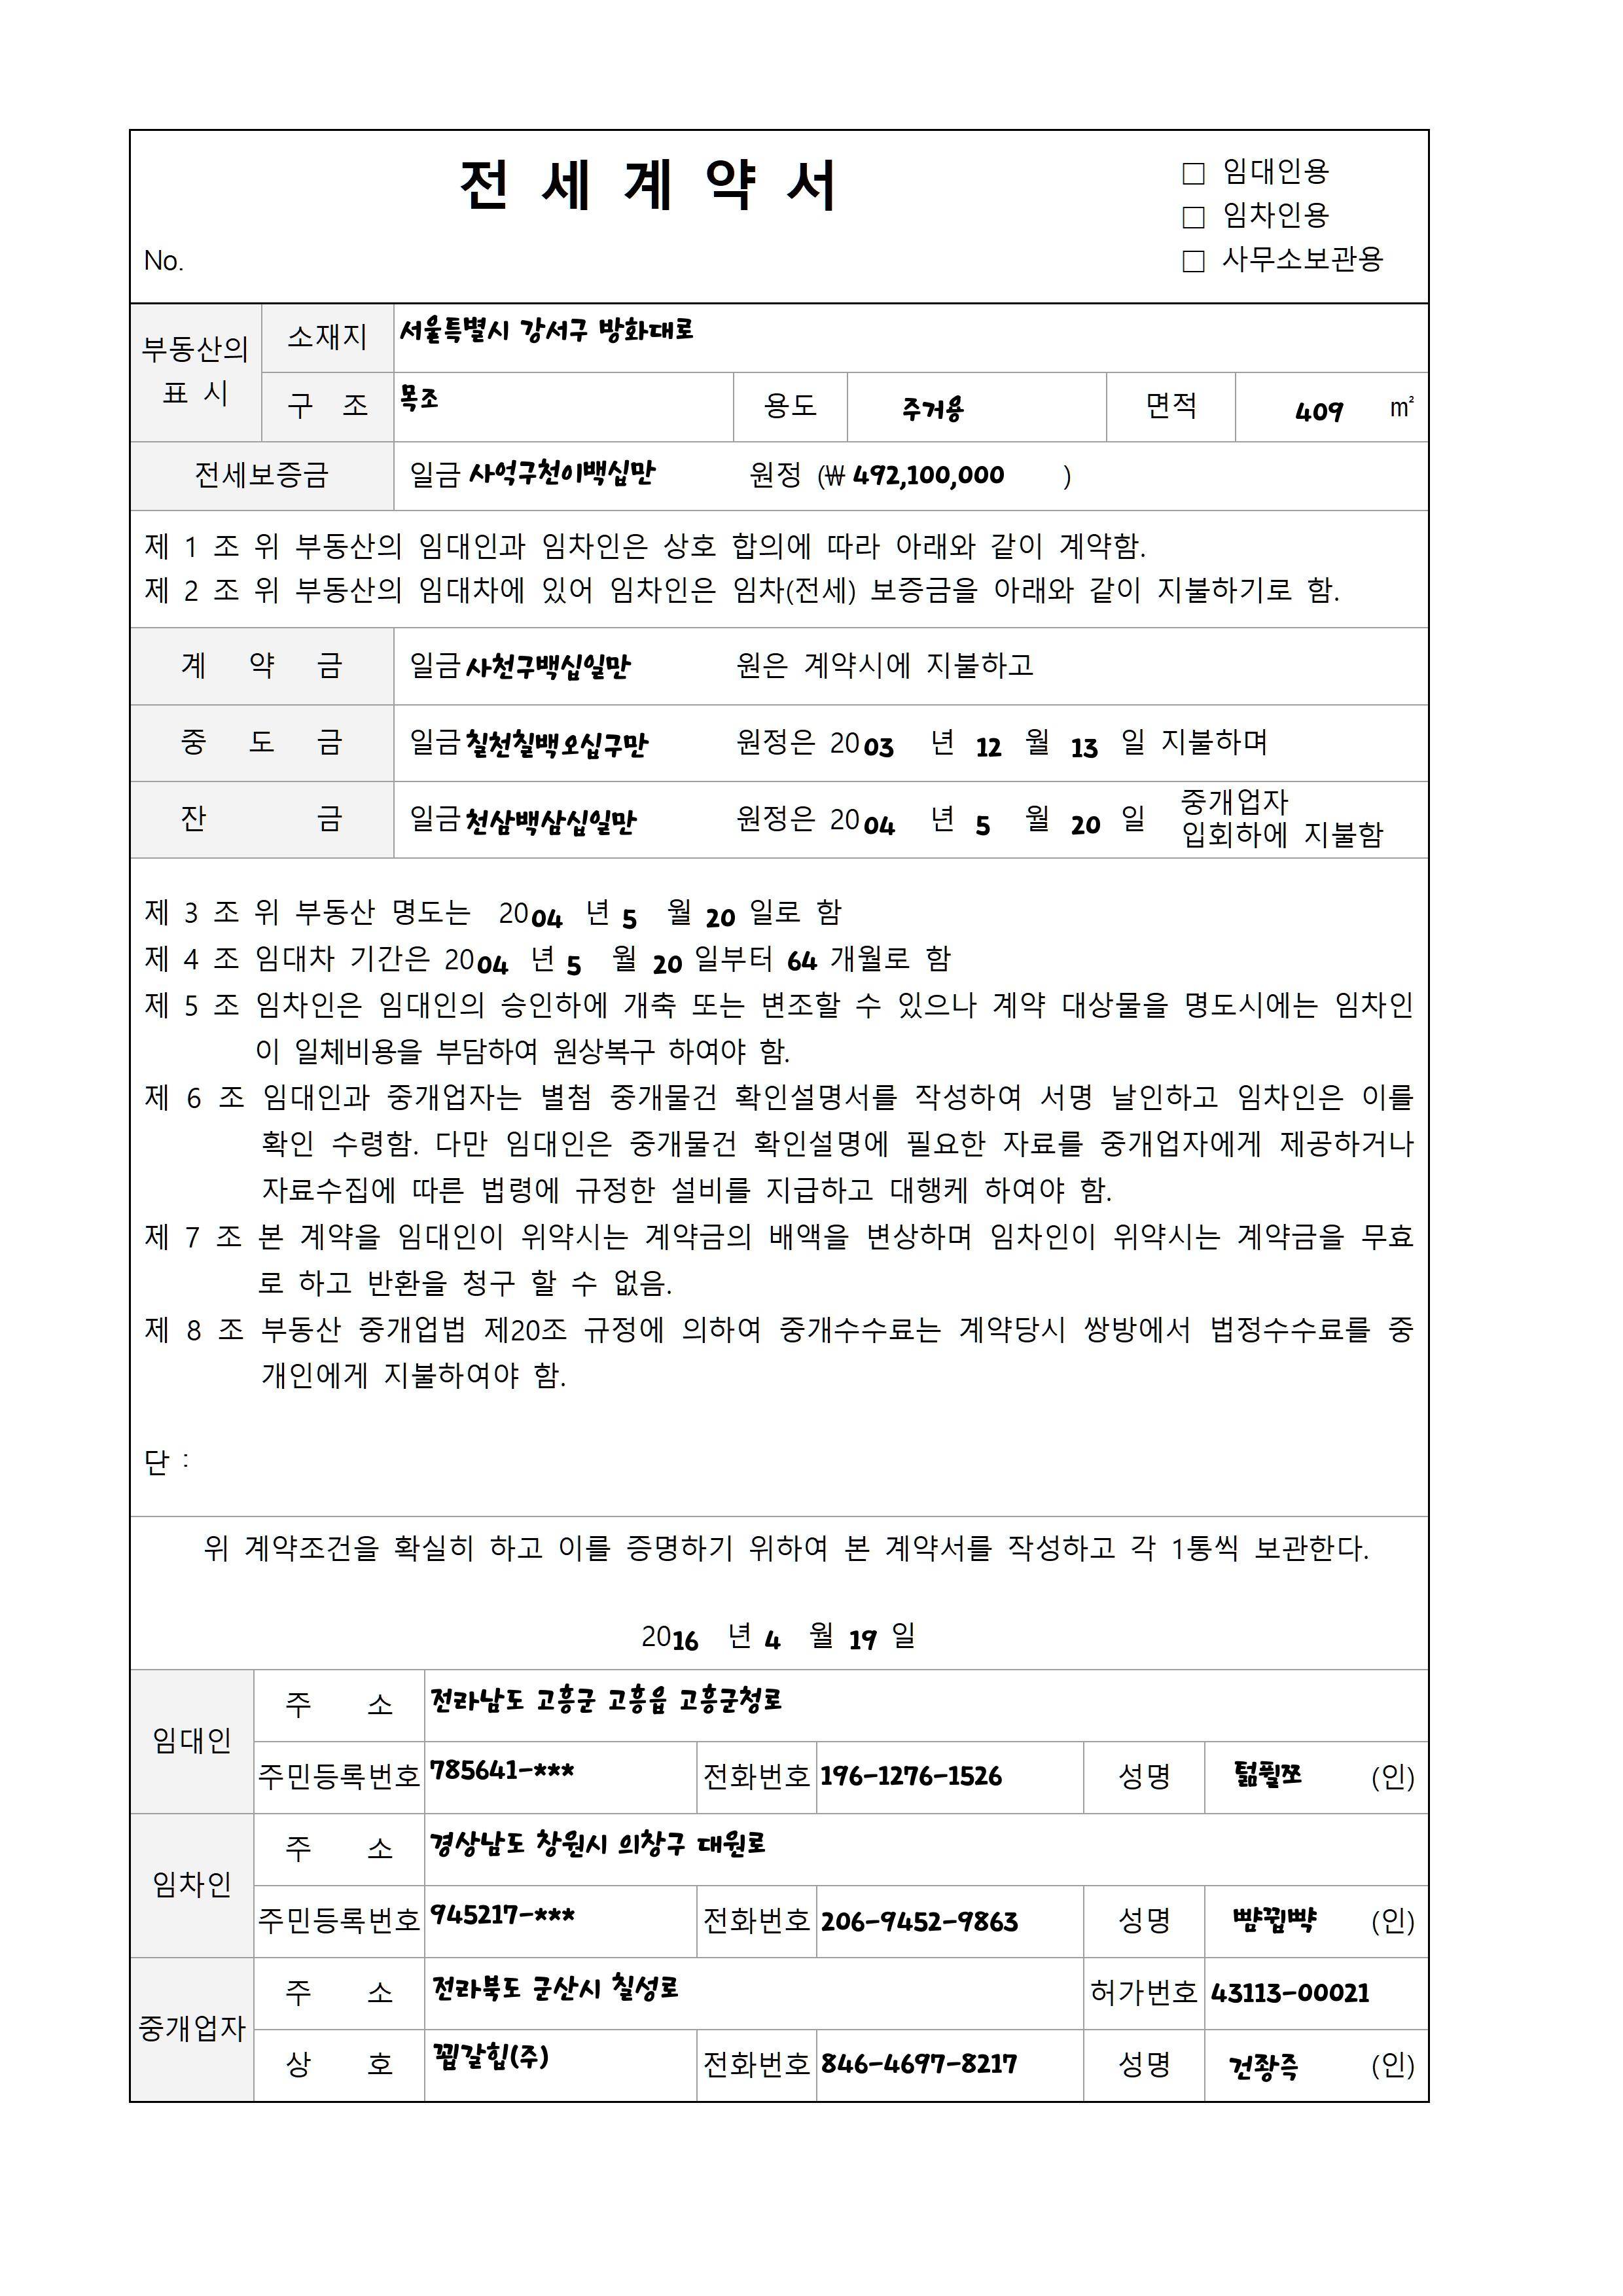 전 세 계 약 서
□ 임대인용
□ 임차인용
□ 사무소보관용
No.
부동산의 표 시
소재지 서울특별시 강서구 방화대로
구 조 목조 용도 주거용 면적 409 ㎡
전세보증금 일금 사억구천이백십만 원정 (₩ 492,100,000 )
제 1 조 위 부동산의 임대인과 임차인은 상호 합의에 따라 아래와 같이 계약함.
제 2 조 위 부동산의 임대차에 있어 임차인은 임차(전세) 보증금을 아래와 같이 지불하기로 함.
계 약 금 일금 사천구백십일만 원은 계약시에 지불하고
중 도 금 일금 칠천칠백오십구만 원정은 2003 년 12 월 13 일 지불하며
잔 금 일금 천삼백삼십일만 원정은 2004 년 5 월 20 일 중개업자
입회하에 지불함
제 3 조 위 부동산 명도는 2004 년 5 월 20 일로 함
제 4 조 임대차 기간은 2004 년 5 월 20 일부터 64 개월로 함
제 5 조 임차인은 임대인의 승인하에 개축 또는 변조할 수 있으나 계약 대상물을 명도시에는 임차인
이 일체비용을 부담하여 원상복구 하여야 함.
제 6 조 임대인과 중개업자는 별첨 중개물건 확인설명서를 작성하여 서명 날인하고 임차인은 이를
확인 수령함. 다만 임대인은 중개물건 확인설명에 필요한 자료를 중개업자에게 제공하거나
자료수집에 따른 법령에 규정한 설비를 지급하고 대행케 하여야 함.
제 7 조 본 계약을 임대인이 위약시는 계약금의 배액을 변상하며 임차인이 위약시는 계약금을 무효
로 하고 반환을 청구 할 수 없음.
제 8 조 부동산 중개업법 제20조 규정에 의하여 중개수수료는 계약당시 쌍방에서 법정수수료를 중
개인에게 지불하여야 함.
단 :
위 계약조건을 확실히 하고 이를 증명하기 위하여 본 계약서를 작성하고 각 1통씩 보관한다.
2016 년 4 월 19 일
임대인
주 소 전라남도 고흥군 고흥읍 고흥군청로
주민등록번호 785641-*** 전화번호 196-1276-1526 성명 (인)
임차인
주 소 경상남도 창원시 의창구 대원로
주민등록번호 945217-*** 전화번호 206-9452-9863 성명 (인)
중개업자
주 소 전라북도 군산시 칠성로 허가번호 43113-00021
상 호 꾑갈힙(주) 전화번호 846-4697-8217 성명 (인)